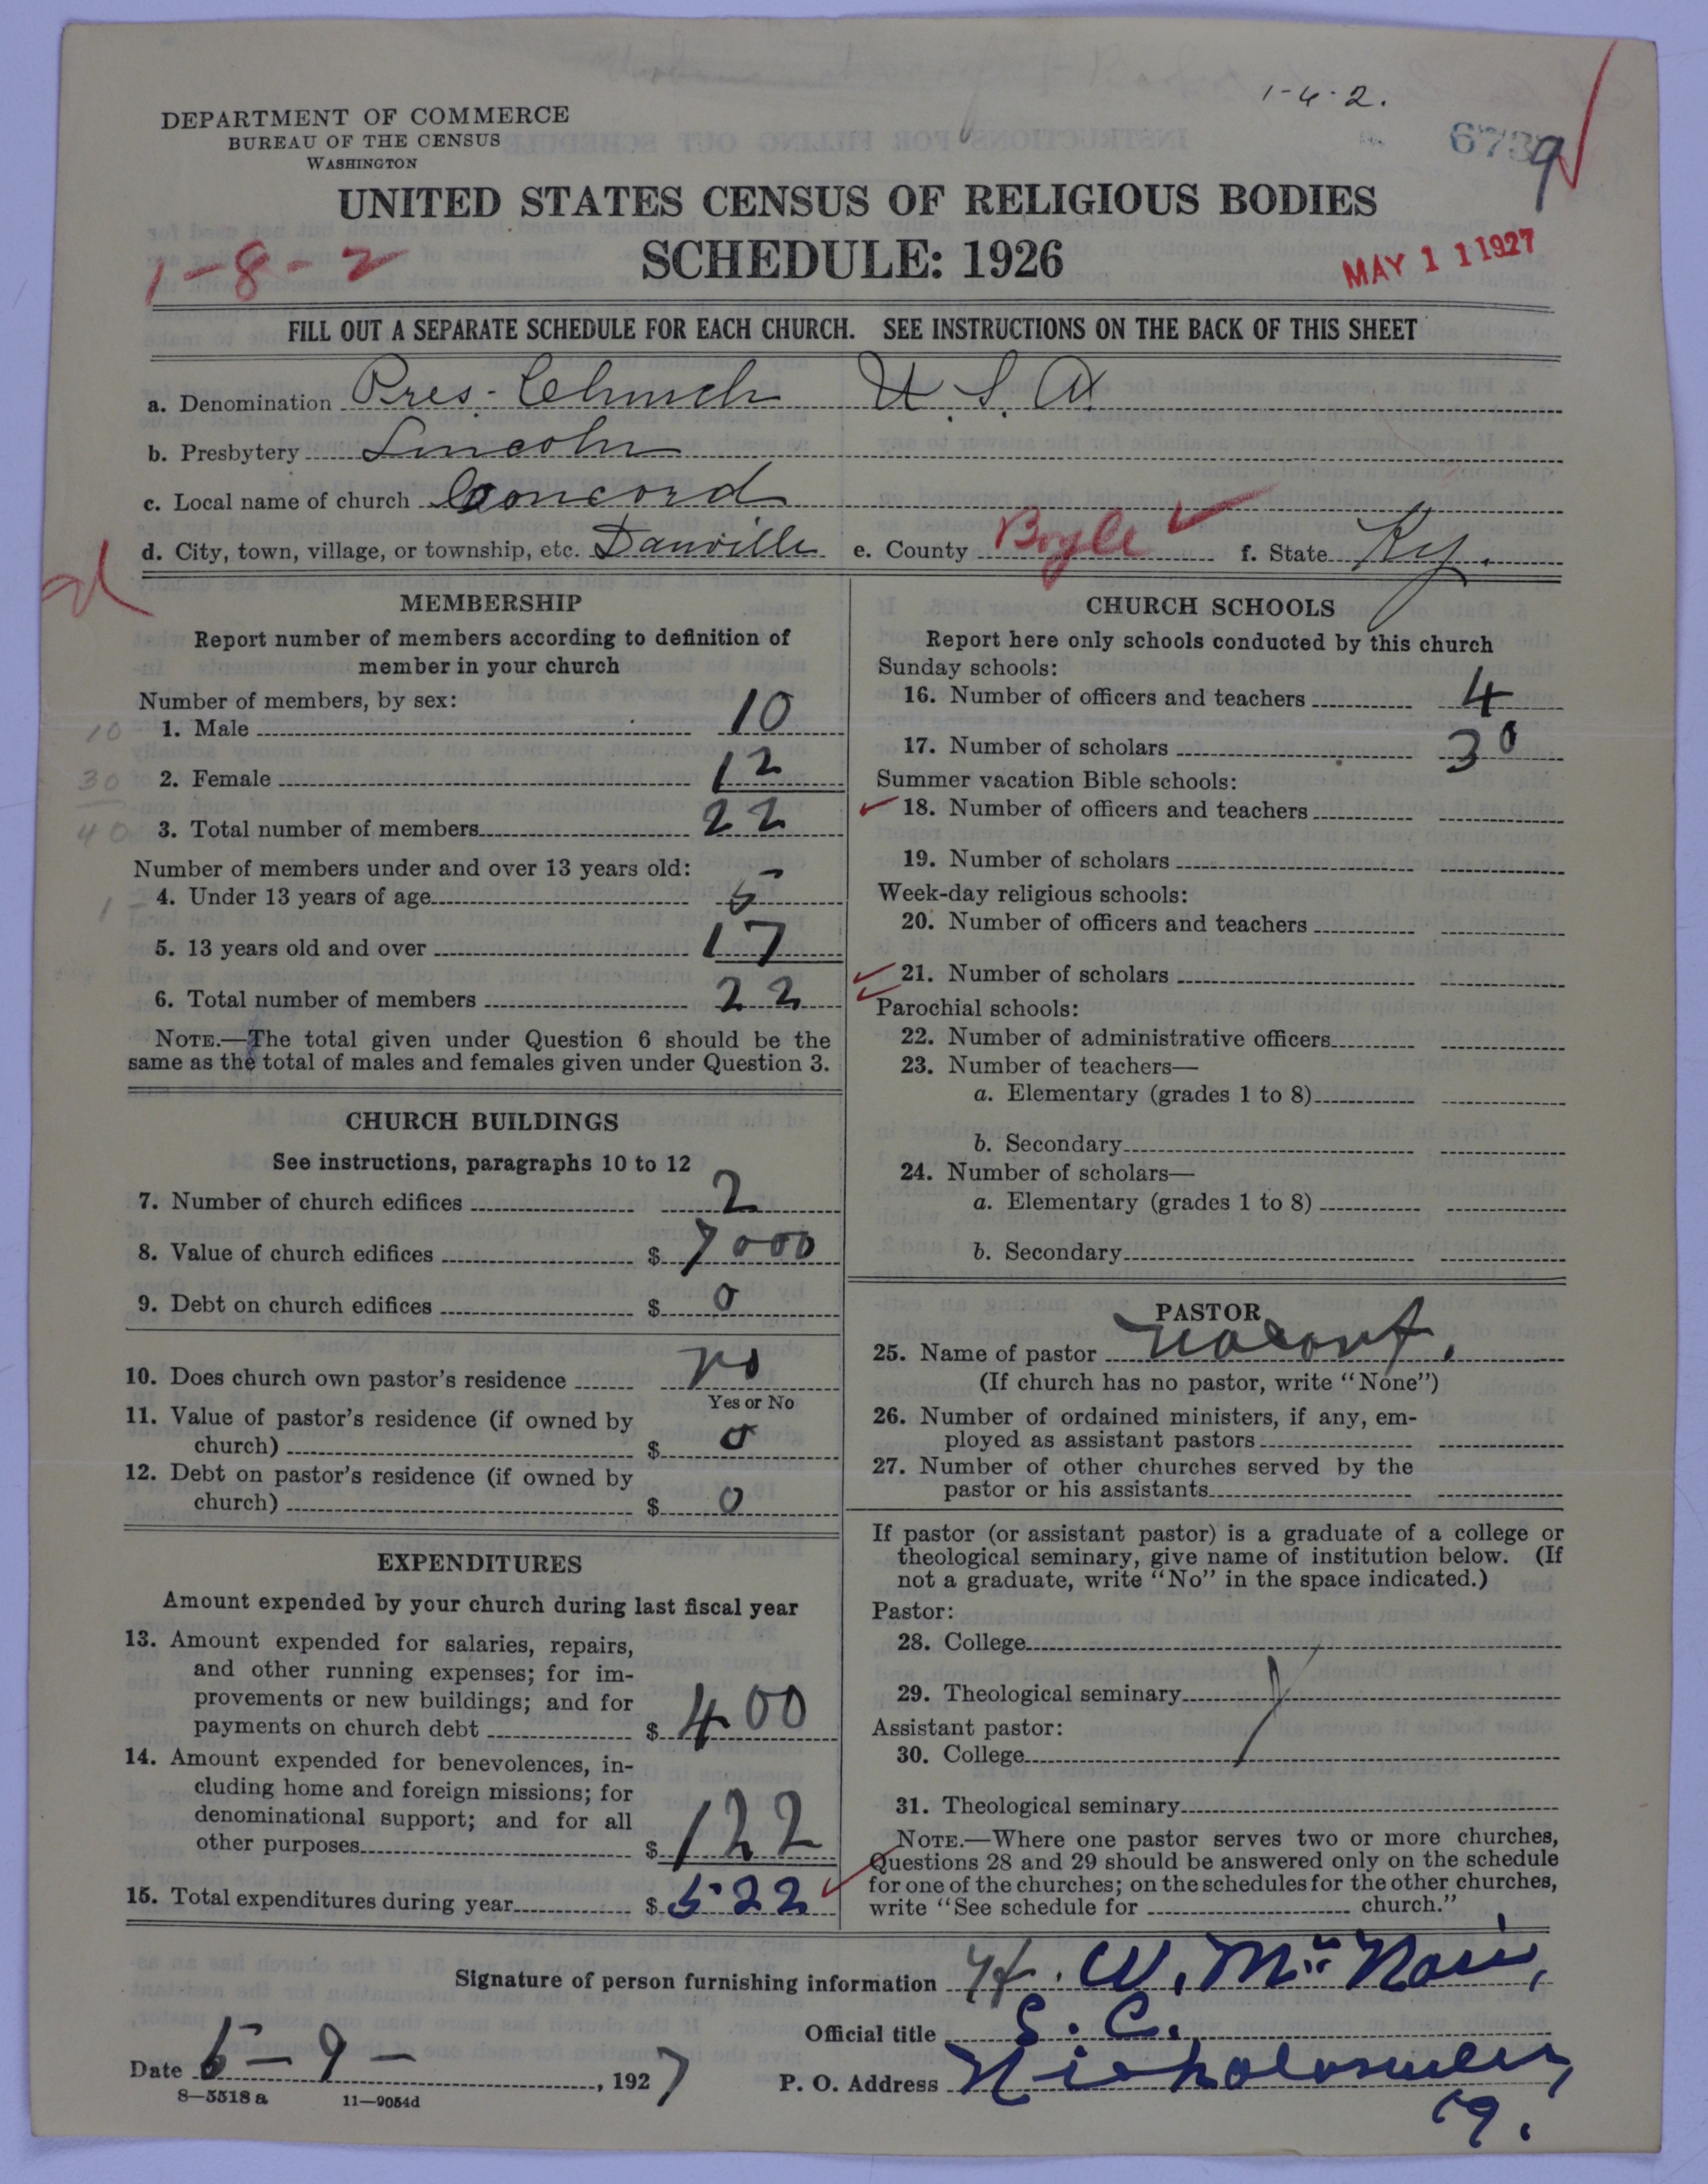 1-4-2.
DEPARTMENT OF COMMERCE
BUREAU OF THE CENSUS
WASHINGTON
6739
UNITED STATES CENSUS OF RELIGIOUS BODIES
SCHEDULE: 1926
1-8-2
MAY 11 1927
FILL OUT A SEPARATE SCHEDULE FOR EACH CHURCH. SEE INSTRUCTIONS ON THE BACK OF THIS SHEET
a. Denomination Pres. Church U. S. A
b. Presbytery Lincoln
c. Local name of church Concord
d. City, town, village, or township, etc. Danville e. County Boyle f. State Ky.
MEMBERSHIP
Report number of members according to definition of
member in your church
Number of members, by sex:
10 1. Male 10
30 2. Female 12
40 3. Total number of members 22
Number of members under and over 13 years old:
1 - 4. Under 13 years of age 5
5. 13 years old and over 17
6. Total number of members 22
NOTE.—The total given under Question 6 should be the
same as the total of males and females given under Question 3.
CHURCH BUILDINGS
See instructions, paragraphs 10 to 12
7. Number of church edifices 2
8. Value of church edifices $ 7000
9. Debt on church edifices $ 0
10. Does church own pastor's residence no
Yes or No
11. Value of pastor's residence (if owned by
church) $ 0
12. Debt on pastor's residence (if owned by
church) $ 0
EXPENDITURES
Amount expended by your church during last fiscal year
13. Amount expended for salaries, repairs,
and other running expenses; for im-
provements or new buildings; and for
payments on church debt $ 400
14. Amount expended for benevolences, in-
cluding home and foreign missions; for
denominational support; and for all
other purposes $ 122
15. Total expenditures during year $ 522
CHURCH SCHOOLS
Report here only schools conducted by this church
Sunday schools:
16. Number of officers and teachers 4
17. Number of scholars 30
Summer vacation Bible schools:
18. Number of officers and teachers
19. Number of scholars
Week-day religious schools:
20. Number of officers and teachers
21. Number of scholars
Parochial schools:
22. Number of administrative officers
23. Number of teachers—
a. Elementary (grades 1 to 8)
b. Secondary
24. Number of scholars—
a. Elementary (grades 1 to 8)
b. Secondary
PASTOR
25. Name of pastor Vacant.
(If church has no pastor, write "None")
26. Number of ordained ministers, if any, em-
ployed as assistant pastors
27. Number of other churches served by the
pastor or his assistants
If pastor (or assistant pastor) is a graduate of a college or
theological seminary, give name of institution below. (If
not a graduate, write "No" in the space indicated.)
Pastor:
28. College
29. Theological seminary
Assistant pastor:
30. College
31. Theological seminary
NOTE.—Where one pastor serves two or more churches,
Questions 28 and 29 should be answered only on the schedule
for one of the churches; on the schedules for the other churches,
write "See schedule for church."
Signature of person furnishing information H. W. McNair,
Official title S. C.
Date 5-9-, 1927 P. O. Address Nicholasville,
Ky.
8—5518a 11—9054d